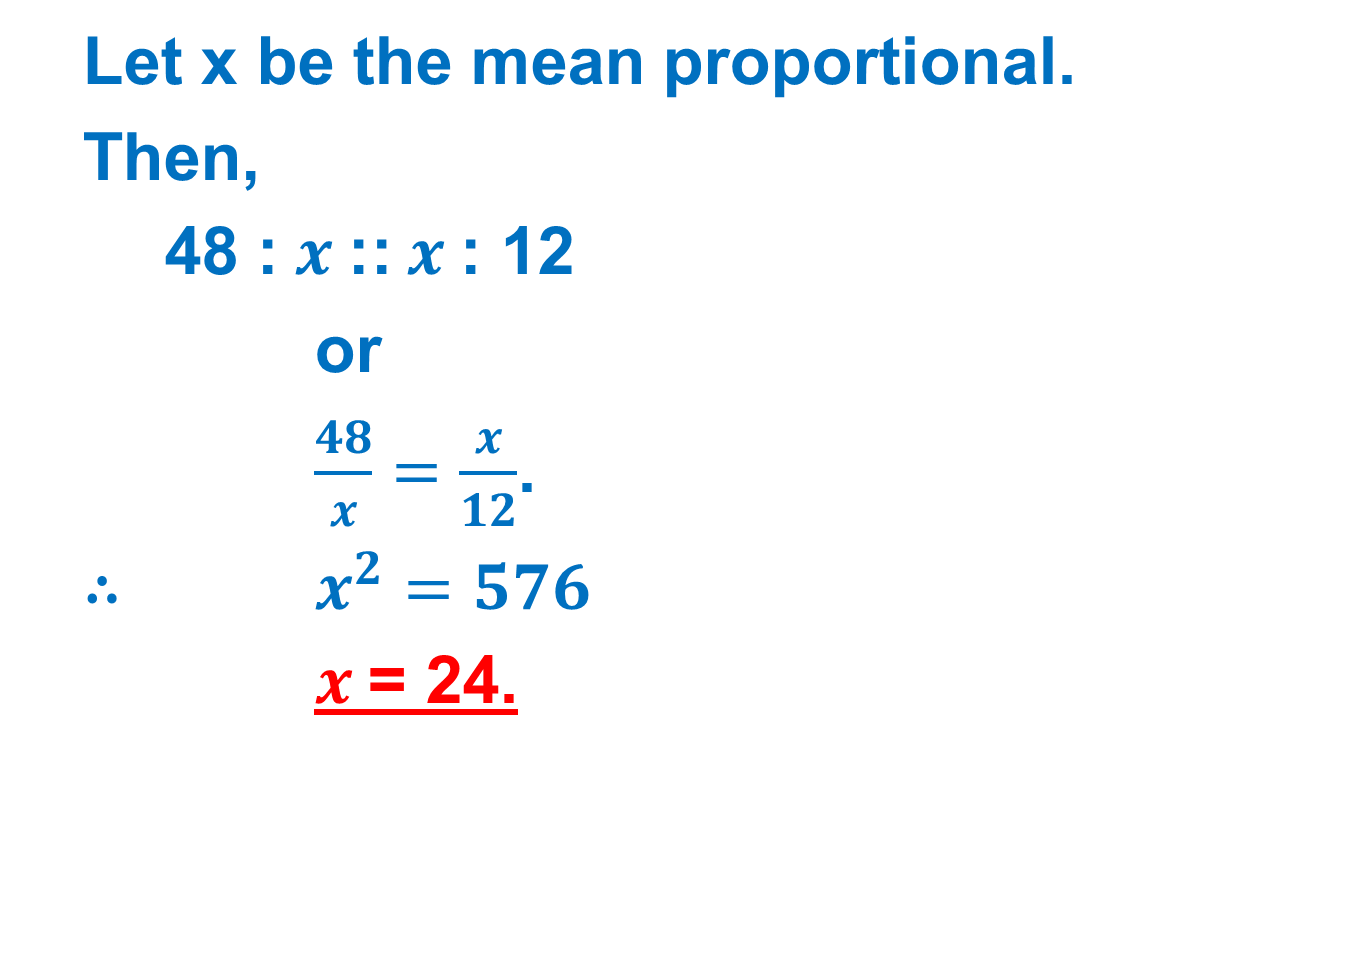 Let x be the mean proportional.
Then,
48 : x :: x : 12
or
48/x = x/12.
∴ x² = 576
x = 24.